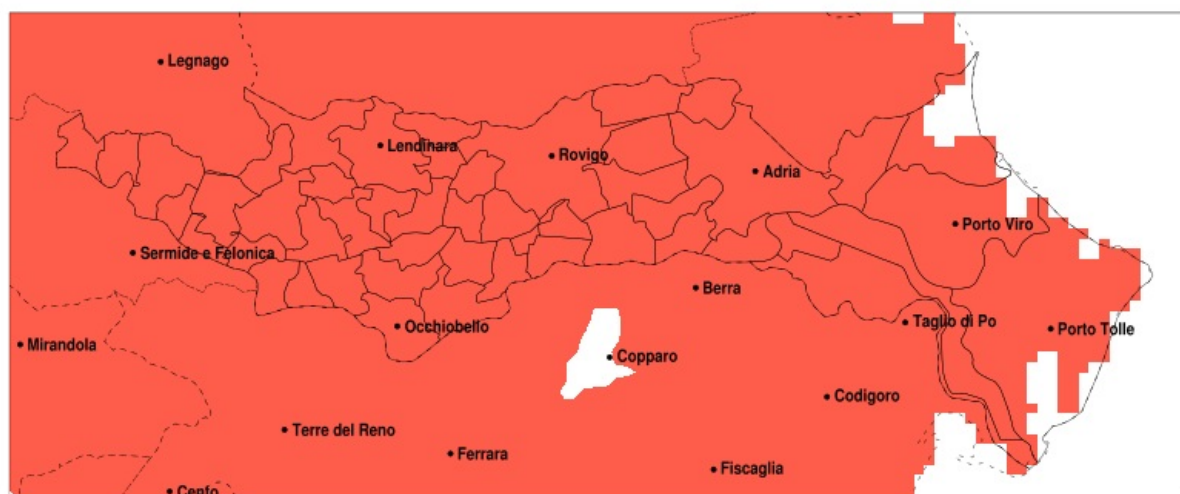 Legnago
Lendinara
Rovigo
Adria
Porto Viro
Sermide e Felonica
Berra
Occhiobello
Taglio di Po
Porto Tolle
Mirandola
Copparo
Codigoro
Terre del Reno
Ferrara
Fiscaglia
Cento